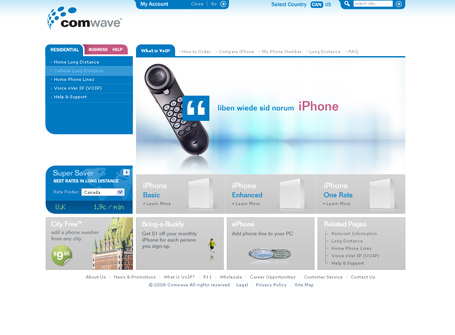 My Account
Close | Go
Select Country CAN US
search site
comwave
RESIDENTIAL
BUSINESS
HELP
What is VoIP?
How to Order
Compare iPhone
My Phone Number
Long Distance
FAQ
Home Long Distance
Cellular Long Distance
Home Phone Lines
Voice over IP (VOIP)
Help & Support
liben wiede sid norum iPhone
Super Saver
BEST RATES IN LONG DISTANCE
Rate Finder: Canada
U.K. 1.9c / min.
iPhone
Basic
Learn More
iPhone
Enhanced
Learn More
iPhone
One Rate
Learn More
City Free
add a phone number
from any city
$9.95
Bring-a-Buddy
Get $1 off your monthly
iPhone for each person
you sign-up.
ePhone
Add phone line to your PC
Related Pages
Relevant Information
Long Distance
Home Phone Lines
Voice over IP (VOIP)
Help & Support
About Us | News & Promotions | What is VoIP? | 911 | Wholesale | Career Opportunities | Customer Service | Contact Us
© 2009 Comwave All rights reserved Legal | Privacy Policy | Site Map